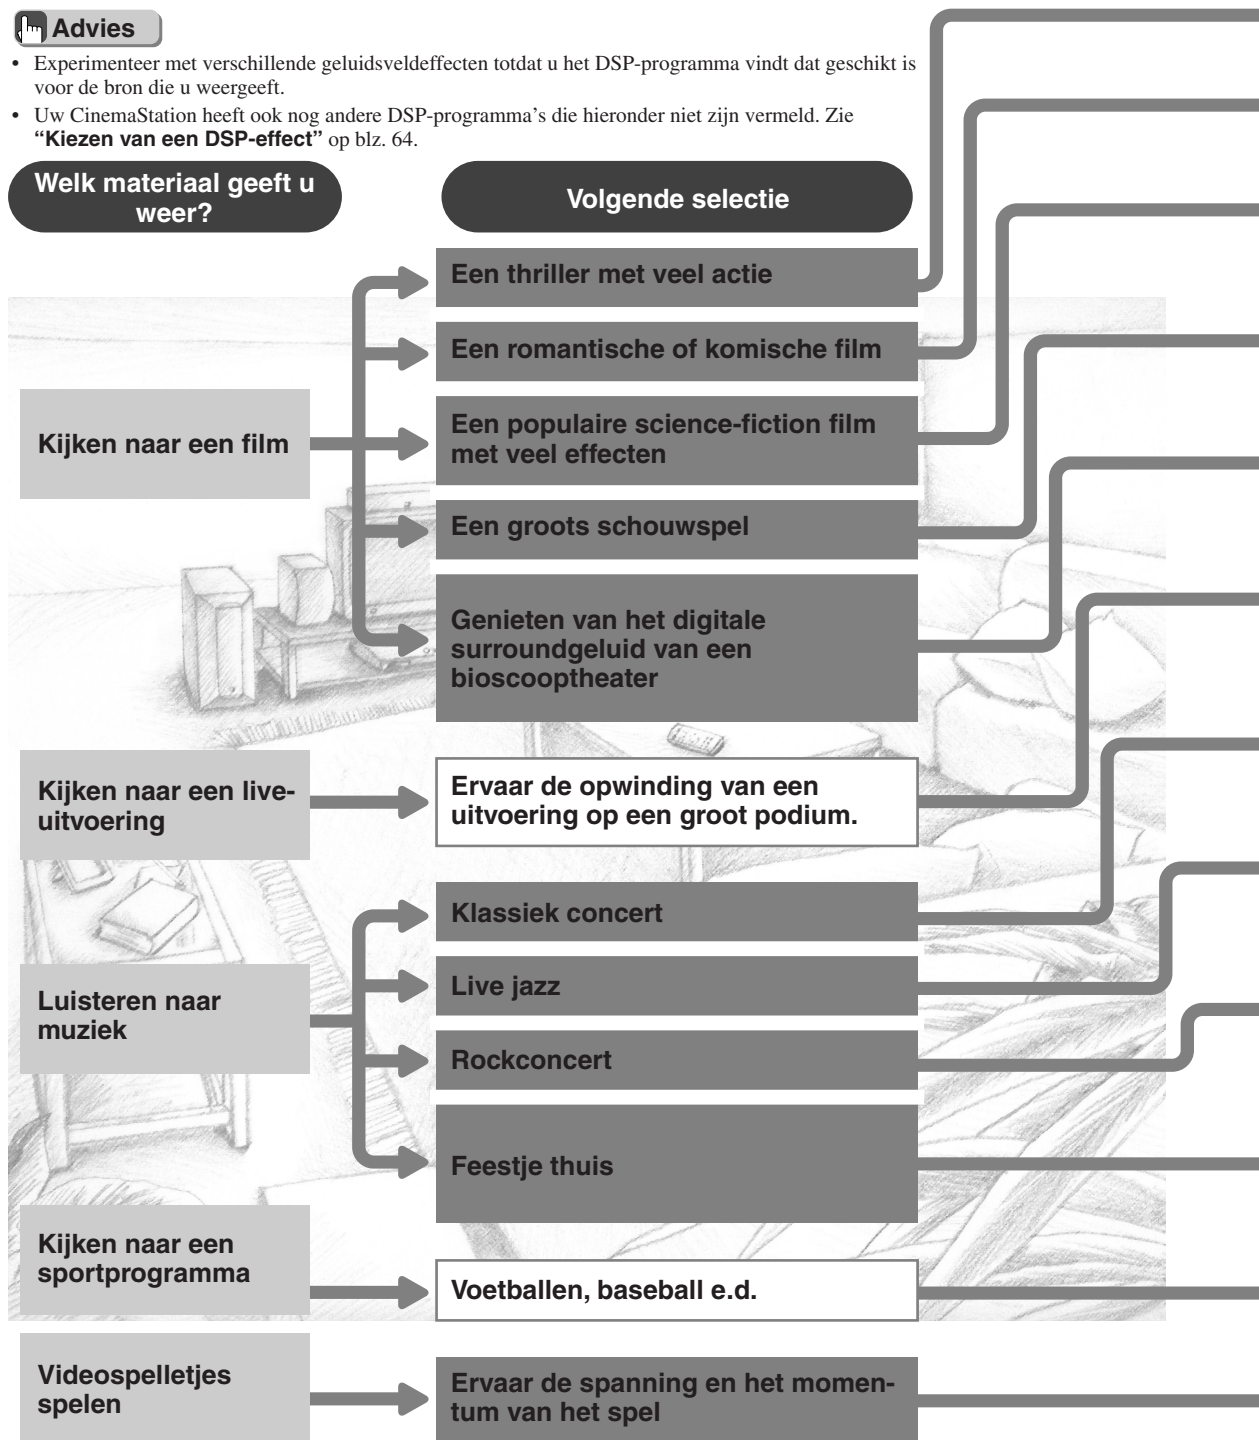 Advies
• Experimenteer met verschillende geluidsveldeffecten totdat u het DSP-programma vindt dat geschikt is
voor de bron die u weergeeft.
• Uw CinemaStation heeft ook nog andere DSP-programma's die hieronder niet zijn vermeld. Zie
“Kiezen van een DSP-effect” op blz. 64.
Welk materiaal geeft u
weer?
Volgende selectie
Kijken naar een film
Een thriller met veel actie
Een romantische of komische film
Een populaire science-fiction film
met veel effecten
Een groots schouwspel
Genieten van het digitale
surroundgeluid van een
bioscooptheater
Kijken naar een live-
uitvoering
Ervaar de opwinding van een
uitvoering op een groot podium.
Luisteren naar
muziek
Klassiek concert
Live jazz
Rockconcert
Feestje thuis
Kijken naar een
sportprogramma
Voetballen, baseball e.d.
Videospelletjes
spelen
Ervaar de spanning en het momen-
tum van het spel